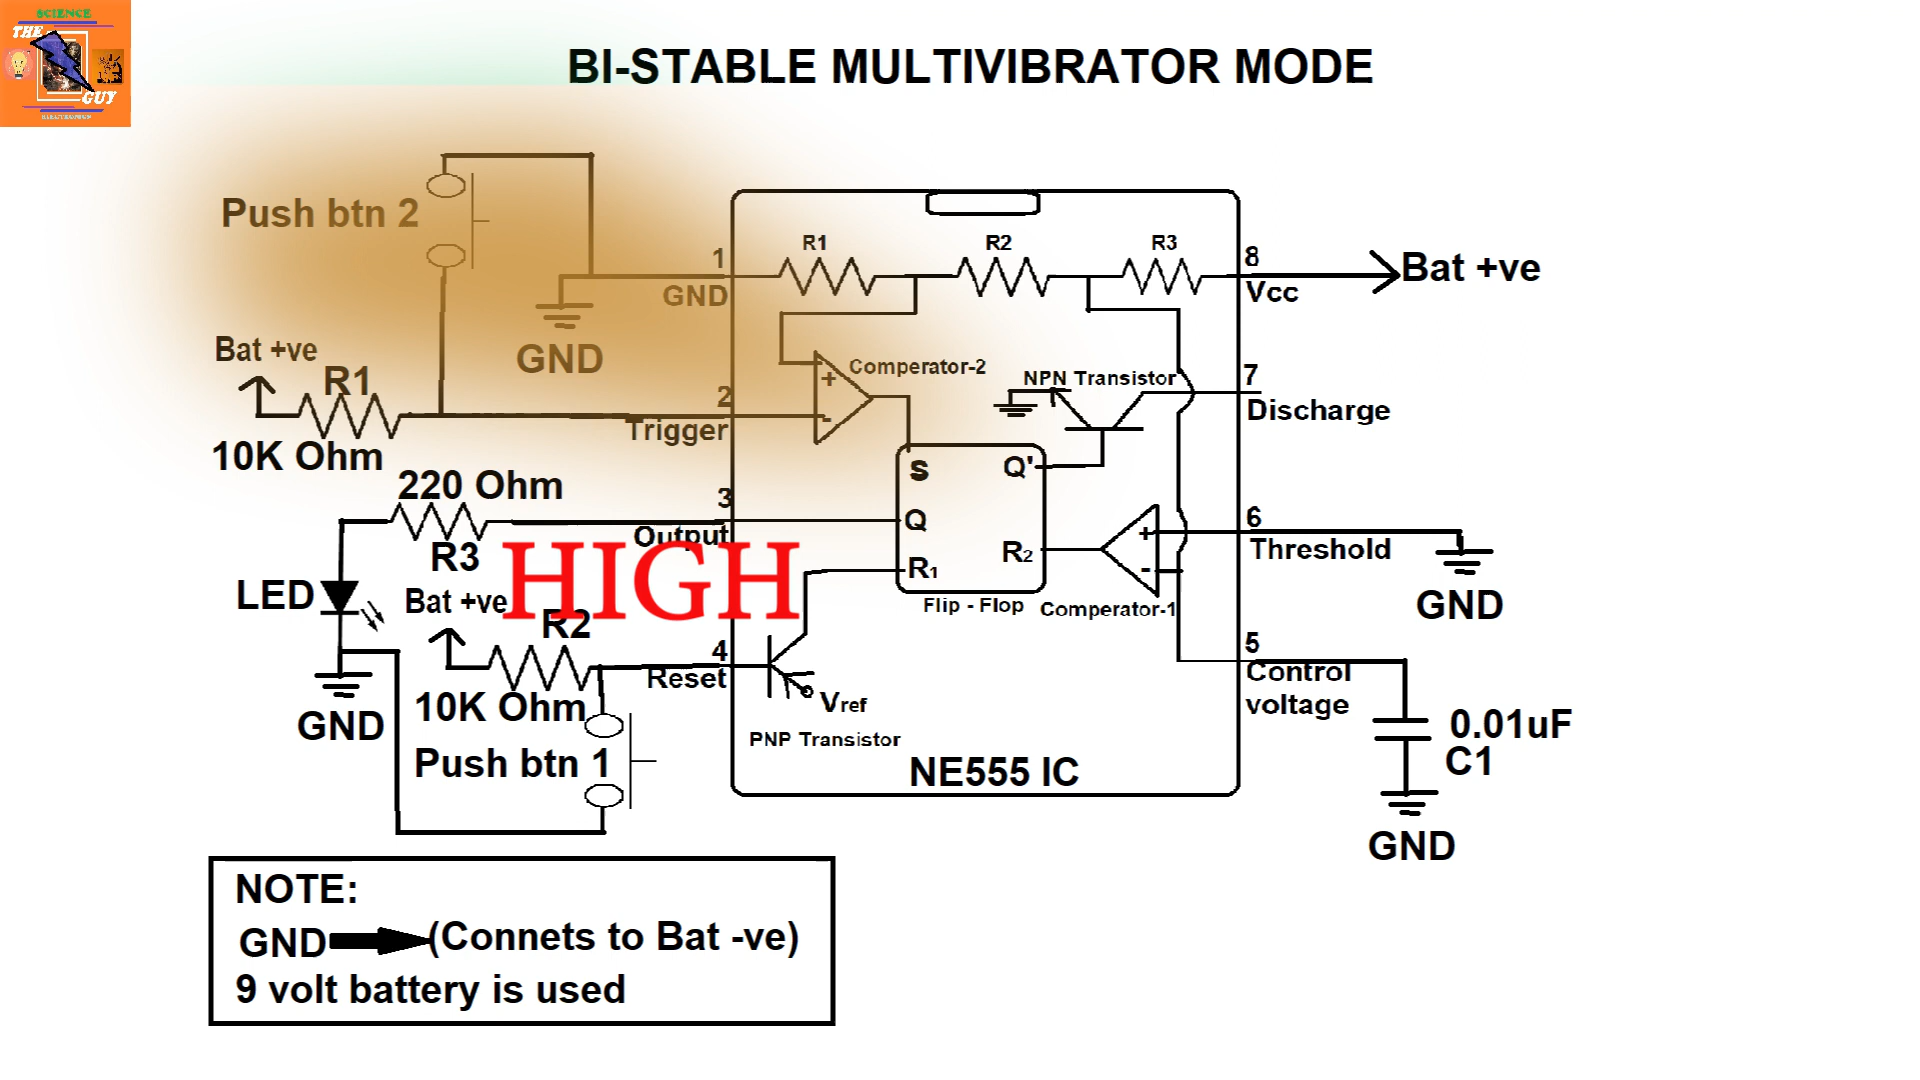 SCIENCE
THE
GUY
ELECTRONICS
BI-STABLE MULTIVIBRATOR MODE
Push btn 2
1
GND
R1
R2
R3
8
Vcc
Bat +ve
GND
Bat +ve
R1
10K Ohm
2
Trigger
+
-
Comperator-2
NPN Transistor
7
Discharge
S
Q'
Q
R1
R2
Flip - Flop
220 Ohm
R3
3
Output
HIGH
LED
GND
Bat +ve
R2
10K Ohm
4
Reset
Push btn 1
Vref
PNP Transistor
+
-
Comperator-1
6
Threshold
GND
5
Control
voltage
0.01uF
C1
GND
NE555 IC
NOTE:
GND (Connets to Bat -ve)
9 volt battery is used